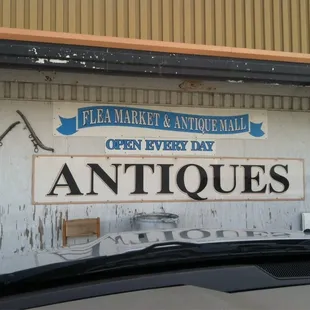 FLEA MARKET & ANTIQUE MALL
OPEN EVERY DAY
ANTIQUES